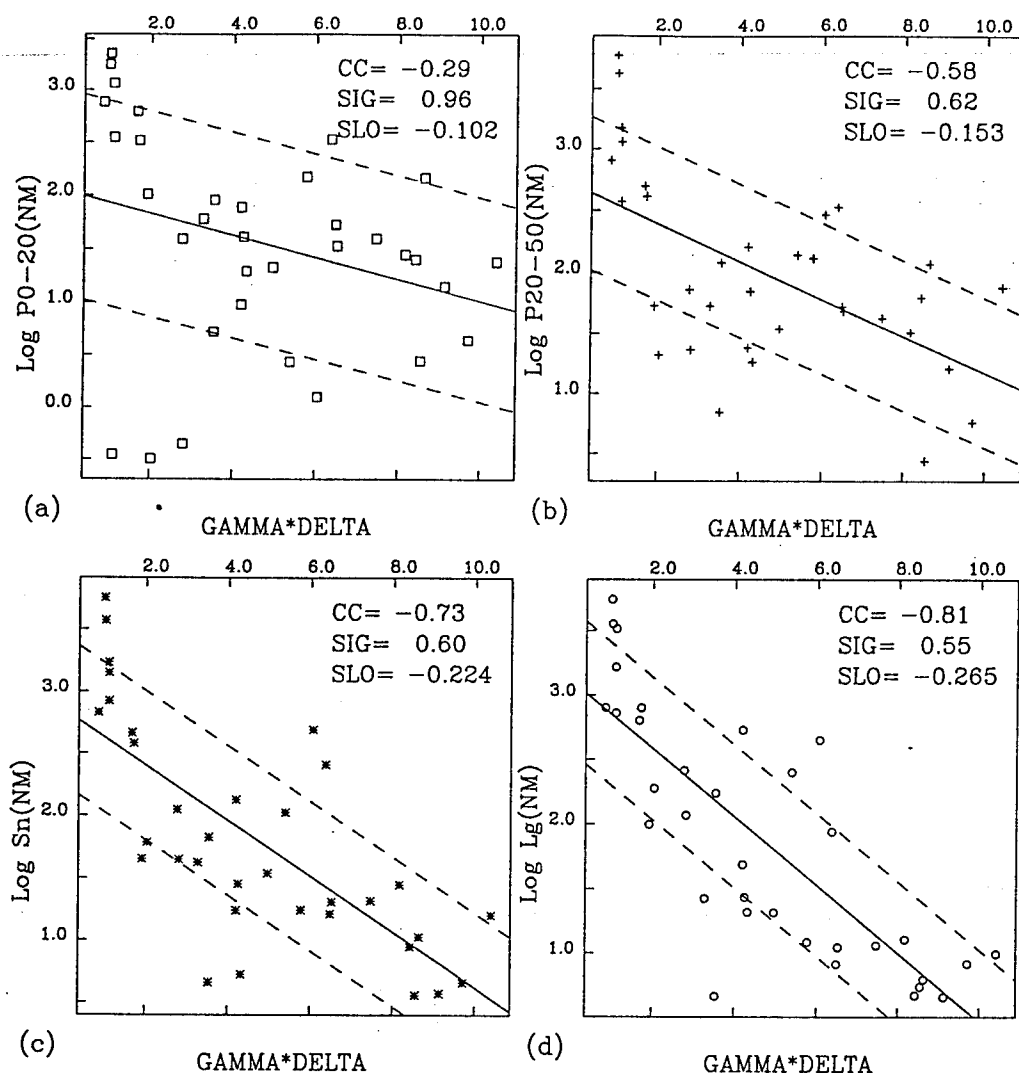 2.0 4.0 6.0 8.0 10.0
CC= -0.29
SIG= 0.96
SLO= -0.102
3.0
2.0
1.0
0.0
Log P0-20(NM)
(a)
GAMMA*DELTA
2.0 4.0 6.0 8.0 10.0
CC= -0.58
SIG= 0.62
SLO= -0.153
3.0
2.0
1.0
Log P20-50(NM)
(b)
GAMMA*DELTA
2.0 4.0 6.0 8.0 10.0
CC= -0.73
SIG= 0.60
SLO= -0.224
3.0
2.0
1.0
Log Sn(NM)
(c)
GAMMA*DELTA
2.0 4.0 6.0 8.0 10.0
CC= -0.81
SIG= 0.55
SLO= -0.265
3.0
2.0
1.0
Log Lg(NM)
(d)
GAMMA*DELTA